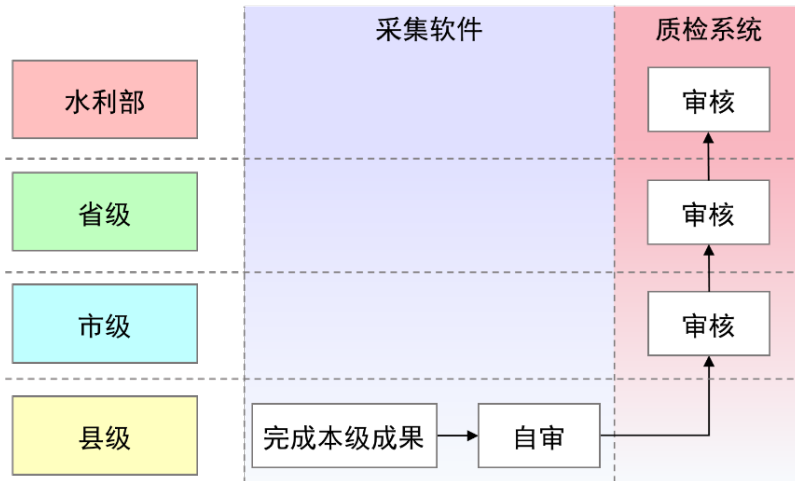 采集软件
质检系统
水利部
审核
省级
审核
市级
审核
县级
完成本级成果
自审